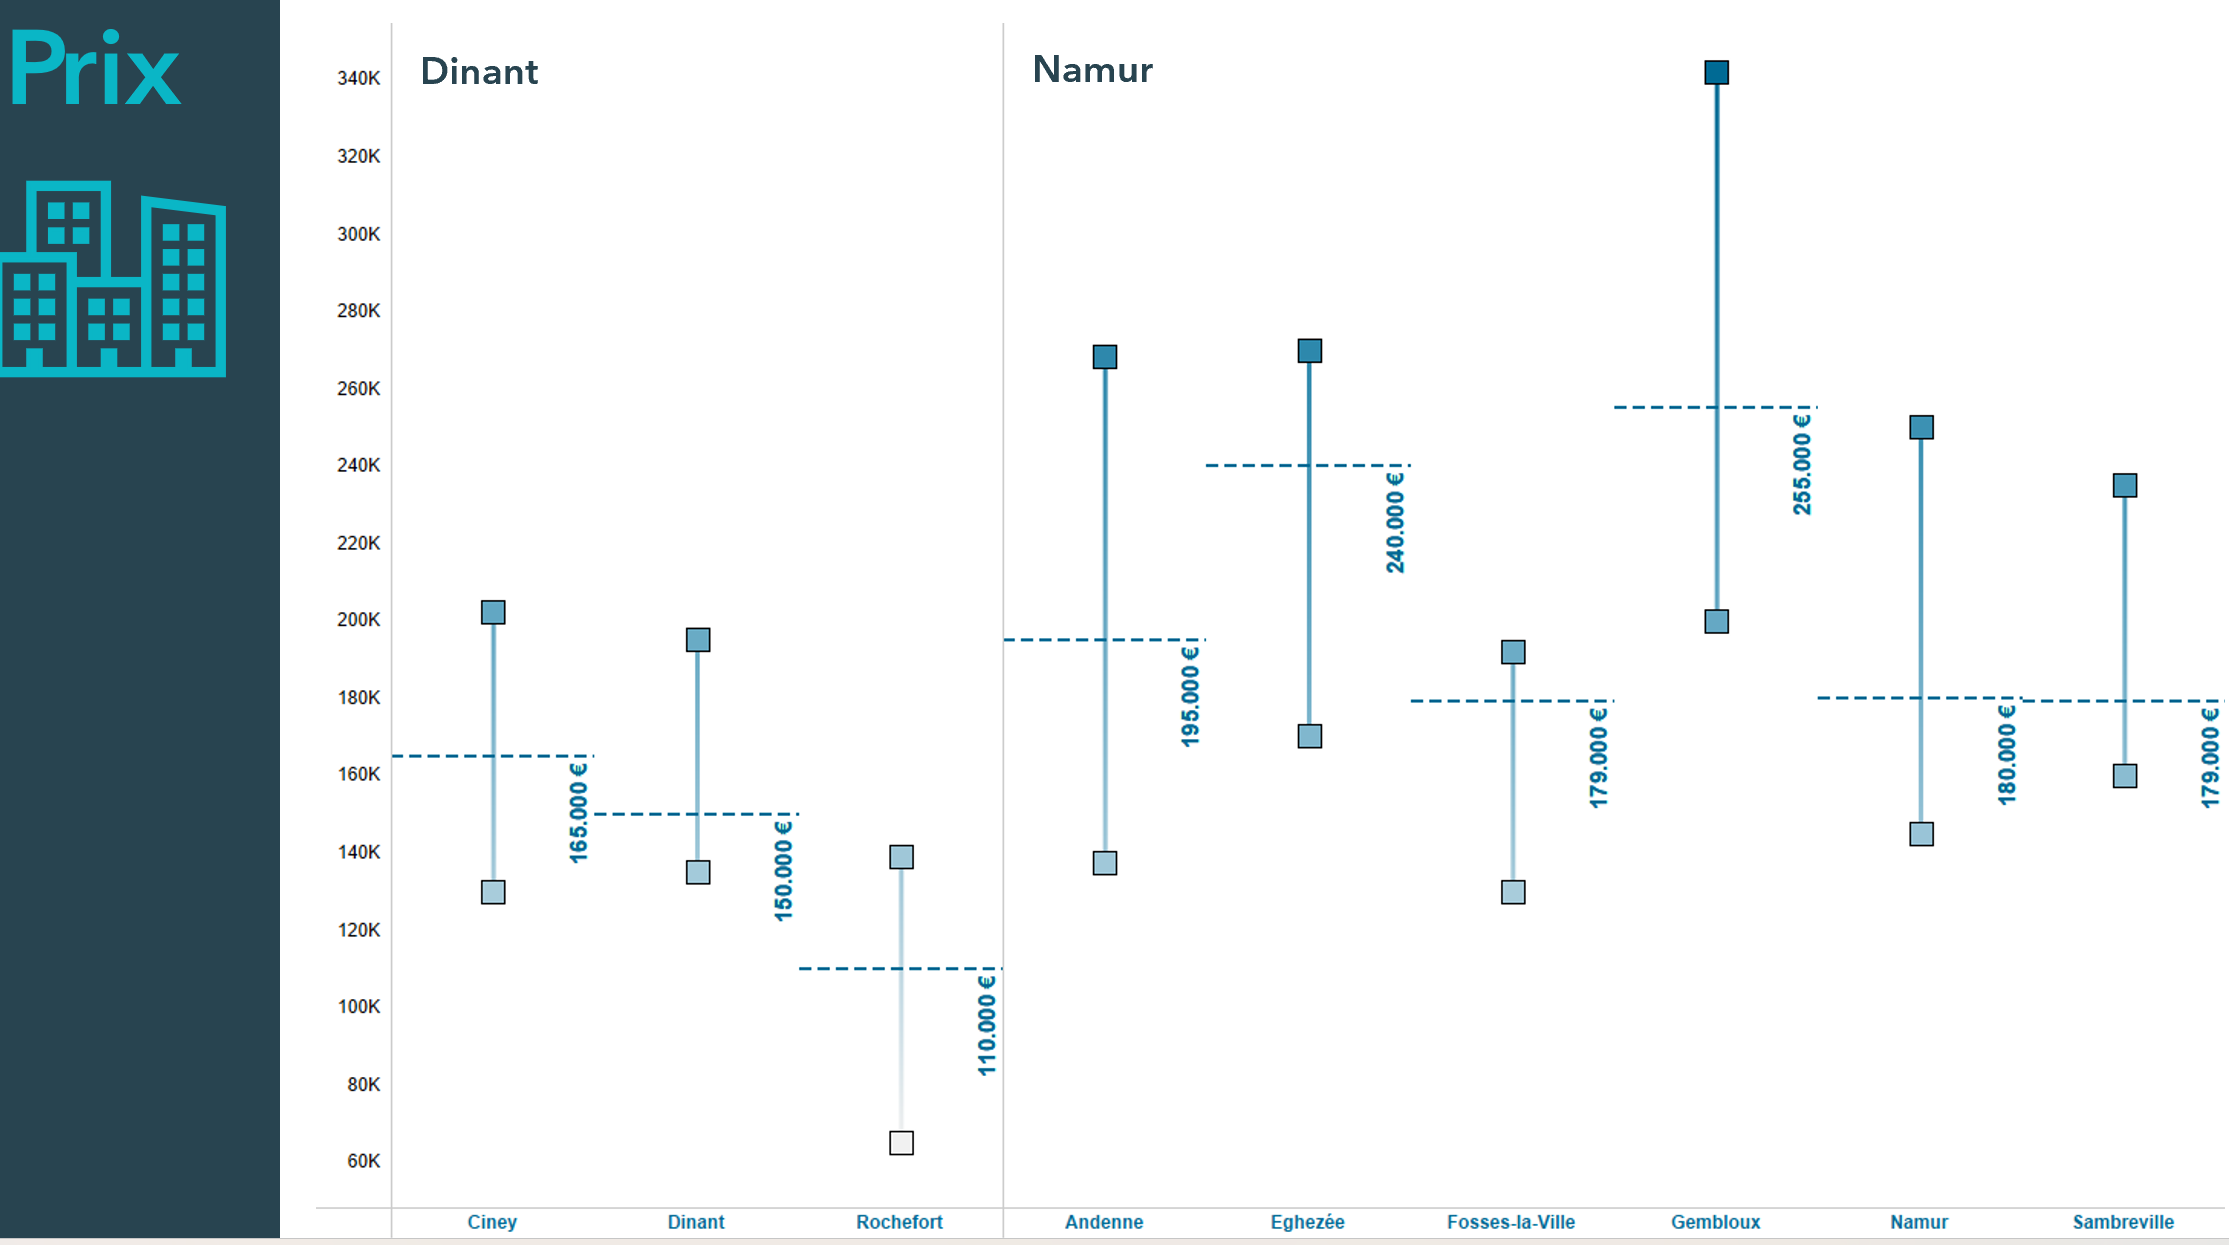 Prix
Dinant
Namur
340K
320K
300K
280K
260K
240K
220K
200K
180K
160K
140K
120K
100K
80K
60K
165.000 €
150.000 €
110.000 €
195.000 €
240.000 €
179.000 €
255.000 €
180.000 €
179.000 €
Ciney
Dinant
Rochefort
Andenne
Eghezée
Fosses-la-Ville
Gembloux
Namur
Sambreville